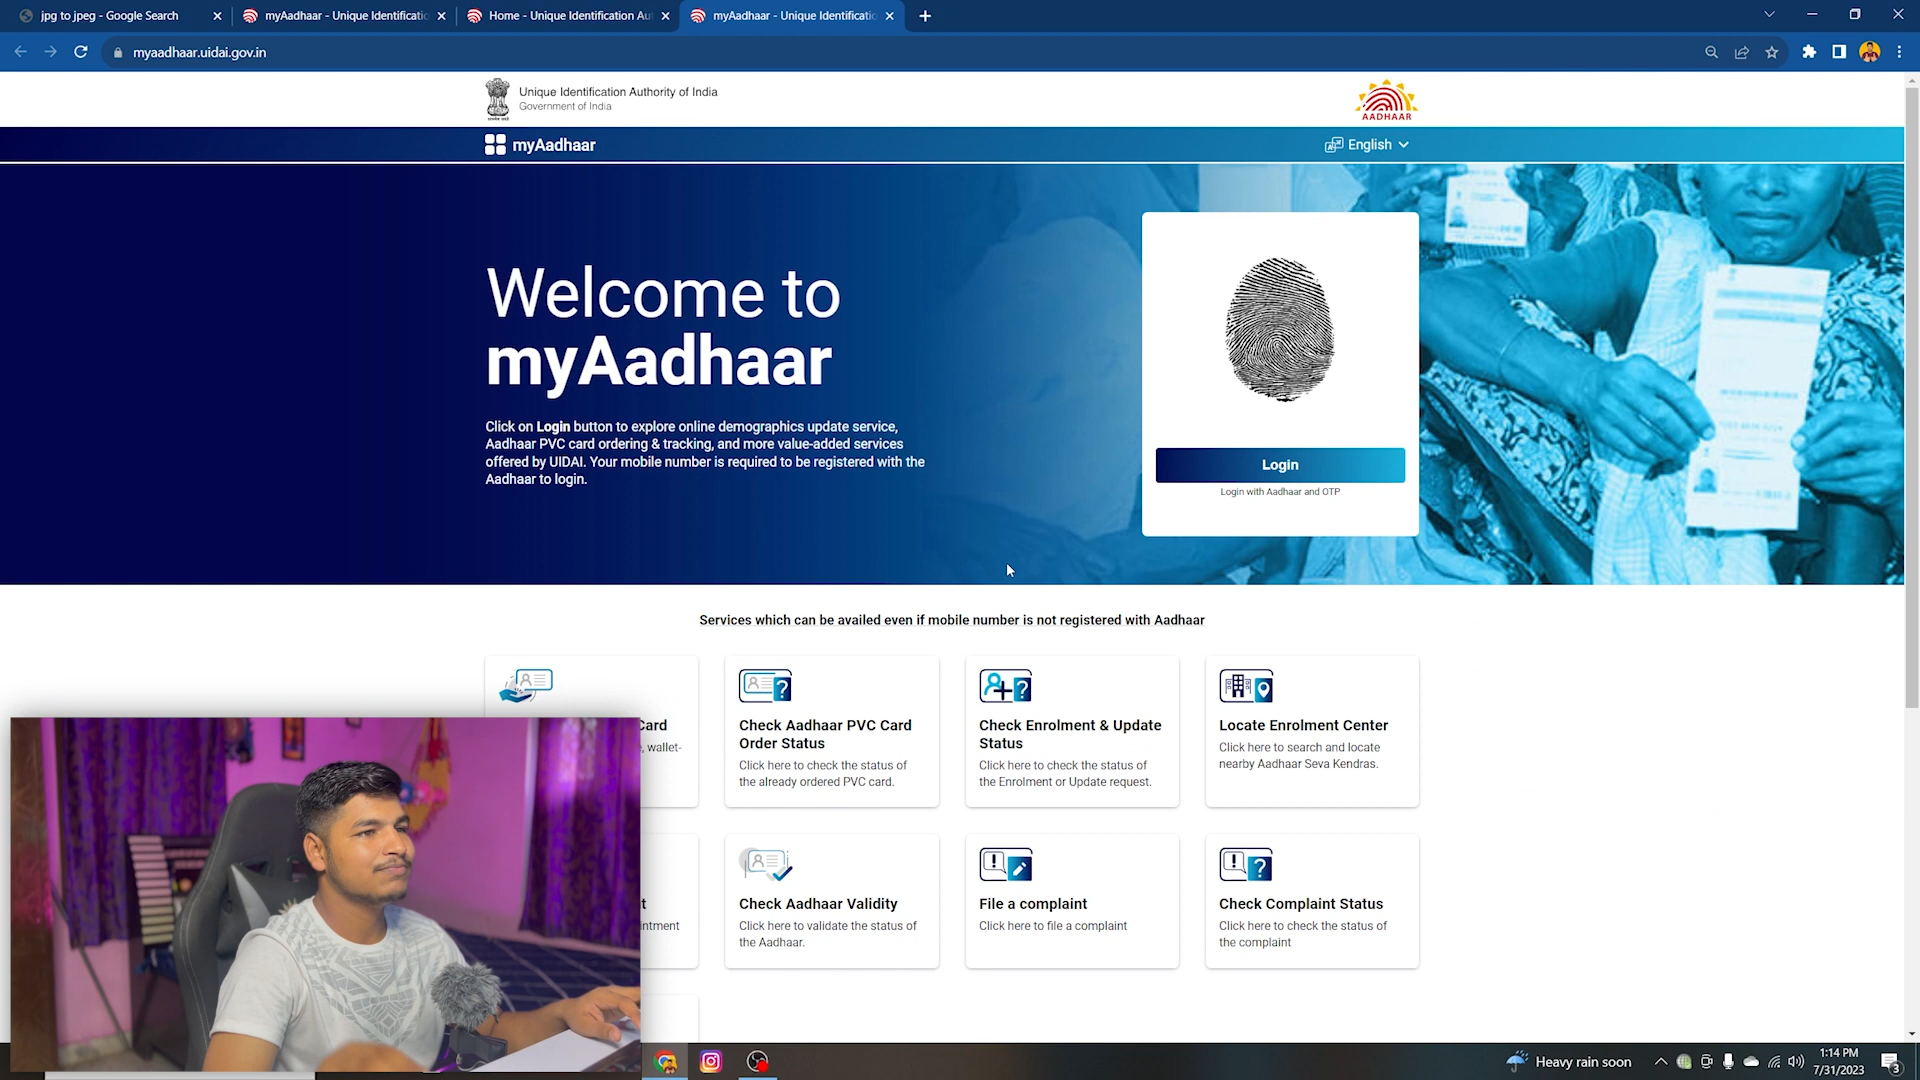 jpg to jpeg - Google Search
myAadhaar - Unique Identificatic
Home - Unique Identification Aut
myAadhaar - Unique Identificatic
myaadhaar.uidai.gov.in
Unique Identification Authority of India
Government of India
AADHAAR
myAadhaar
English
Welcome to
myAadhaar
Click on Login button to explore online demographics update service,
Aadhaar PVC card ordering & tracking, and more value-added services
offered by UIDAI. Your mobile number is required to be registered with the
Aadhaar to login.
Login
Login with Aadhaar and OTP
Services which can be availed even if mobile number is not registered with Aadhaar
Card
, wallet-
Check Aadhaar PVC Card
Order Status
Click here to check the status of
the already ordered PVC card.
Check Enrolment & Update
Status
Click here to check the status of
the Enrolment or Update request.
Locate Enrolment Center
Click here to search and locate
nearby Aadhaar Seva Kendras.
t
intment
Check Aadhaar Validity
Click here to validate the status of
the Aadhaar.
File a complaint
Click here to file a complaint
Check Complaint Status
Click here to check the status of
the complaint
Heavy rain soon
1:14 PM
7/31/2023
3